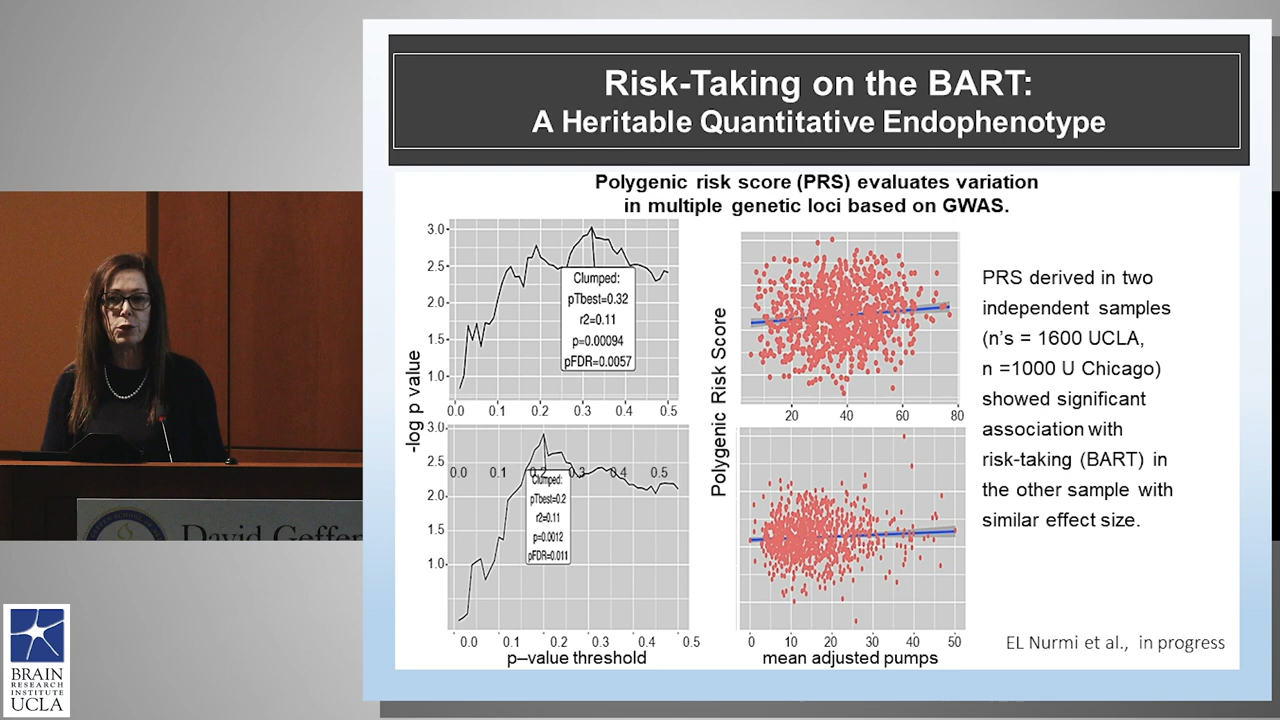 Risk-Taking on the BART:
A Heritable Quantitative Endophenotype
Polygenic risk score (PRS) evaluates variation
in multiple genetic loci based on GWAS.
-log p value
3.0
2.5
2.0
1.5
1.0
Clumped:
pTbest=0.32
r2=0.11
p=0.00094
pFDR=0.0057
0.0 0.1 0.2 0.3 0.4 0.5
3.0
2.5
2.0
1.5
1.0
0.0 0.1 0.2 0.3 0.4 0.5
Clumped:
pTbest=0.2
r2=0.11
p=0.0012
pFDR=0.011
0.0 0.1 0.2 0.3 0.4 0.5
p–value threshold
Polygenic Risk Score
20 40 60 80
0 10 20 30 40 50
mean adjusted pumps
PRS derived in two
independent samples
(n's = 1600 UCLA,
n =1000 U Chicago)
showed significant
association with
risk-taking (BART) in
the other sample with
similar effect size.
EL Nurmi et al., in progress
David Geffen
BRAIN
RESEARCH
INSTITUTE
UCLA